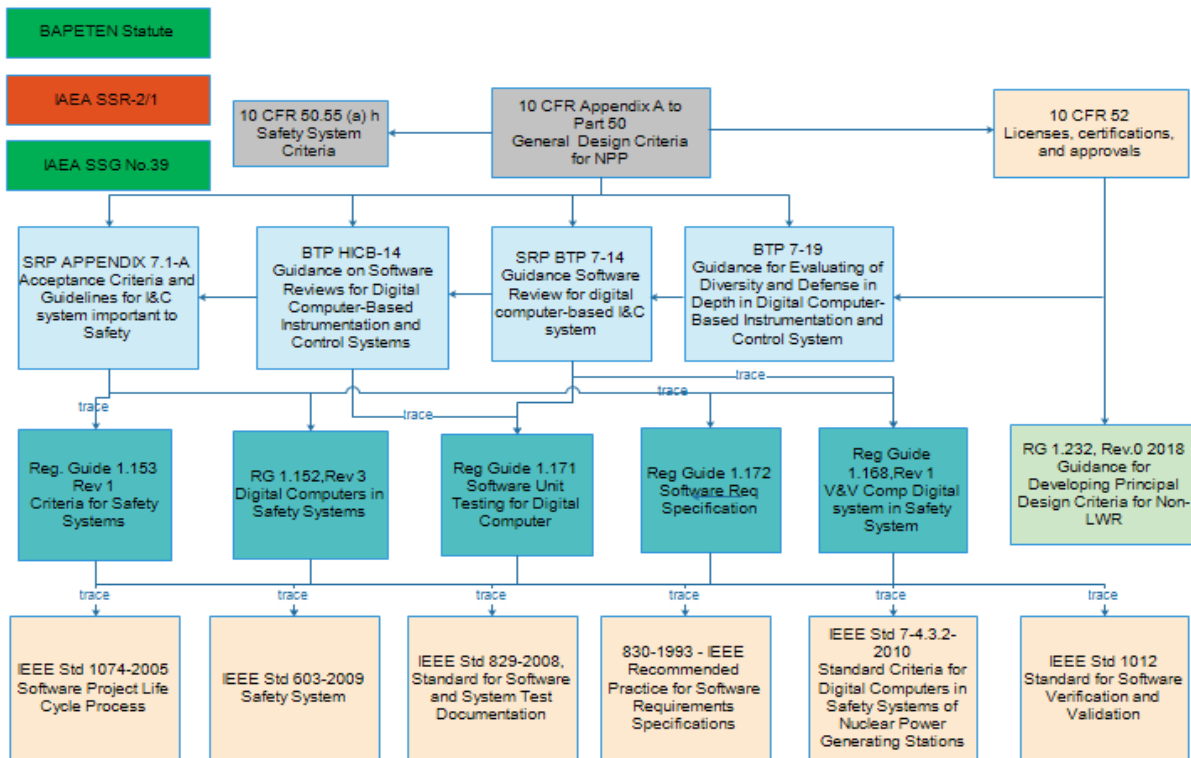 BAPETEN Statute
IAEA SSR-2/1
IAEA SSG No.39
10 CFR 50.55 (a) h
Safety System
Criteria
10 CFR Appendix A to
Part 50
General Design Criteria
for NPP
10 CFR 52
Licenses, certifications,
and approvals
SRP APPENDIX 7.1-A
Acceptance Criteria and
Guidelines for I&C
system important to
Safety
BTP HICB-14
Guidance on Software
Reviews for Digital
Computer-Based
Instrumentation and
Control Systems
SRP BTP 7-14
Guidance Software
Review for digital
computer-based I&C
system
BTP 7-19
Guidance for Evaluating of
Diversity and Defense in
Depth in Digital Computer-
Based Instrumentation and
Control System
trace
trace
trace
trace
Reg. Guide 1.153
Rev 1
Criteria for Safety
Systems
RG 1.152,Rev 3
Digital Computers in
Safety Systems
Reg Guide 1.171
Software Unit
Testing for Digital
Computer
Reg Guide 1.172
Software Req
Specification
Reg Guide
1.168,Rev 1
V&V Comp Digital
system in Safety
System
RG 1.232, Rev.0 2018
Guidance for
Developing Principal
Design Criteria for Non-
LWR
trace
trace
trace
trace
trace
trace
IEEE Std 1074-2005
Software Project Life
Cycle Process
IEEE Std 603-2009
Safety System
IEEE Std 829-2008,
Standard for Software
and System Test
Documentation
830-1993 - IEEE
Recommended
Practice for Software
Requirements
Specifications
IEEE Std 7-4.3.2-
2010
Standard Criteria for
Digital Computers in
Safety Systems of
Nuclear Power
Generating Stations
IEEE Std 1012
Standard for Software
Verification and
Validation